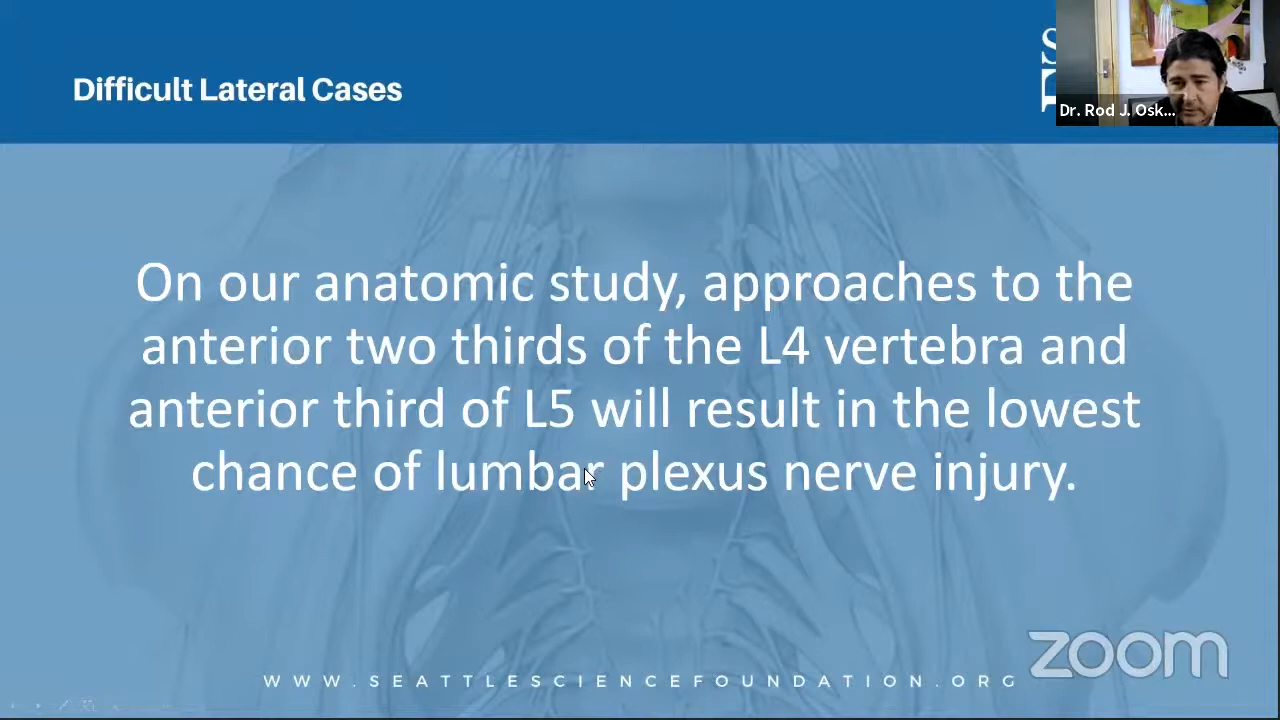 Difficult Lateral Cases
Dr. Rod J. Osk...
On our anatomic study, approaches to the
anterior two thirds of the L4 vertebra and
anterior third of L5 will result in the lowest
chance of lumbar plexus nerve injury.
zoom
WWW.SEATTLESCIENCEFOUNDATION.ORG